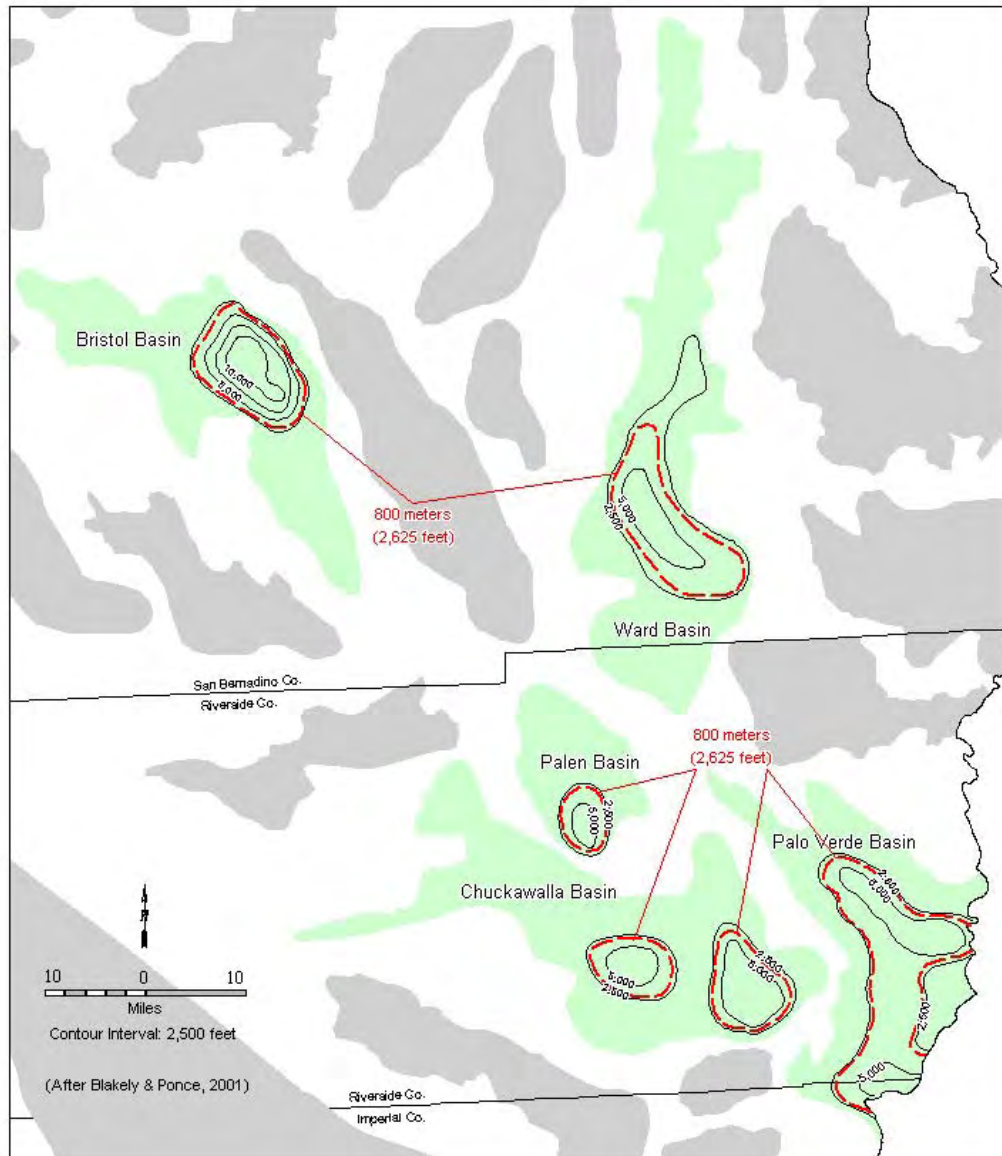 Bristol Basin
10,000
5,000
800 meters
(2,625 feet)
5,000
2,500
Ward Basin
San Bernadino Co.
Riverside Co.
800 meters
(2,625 feet)
Palen Basin
2,500
5,000
Palo Verde Basin
2,500
5,000
Chuckawalla Basin
5,000
2,500
2,500
5,000
2,500
5,000
N
10 0 10
Miles
Contour Interval: 2,500 feet
(After Blakely & Ponce, 2001)
Riverside Co.
Imperial Co.